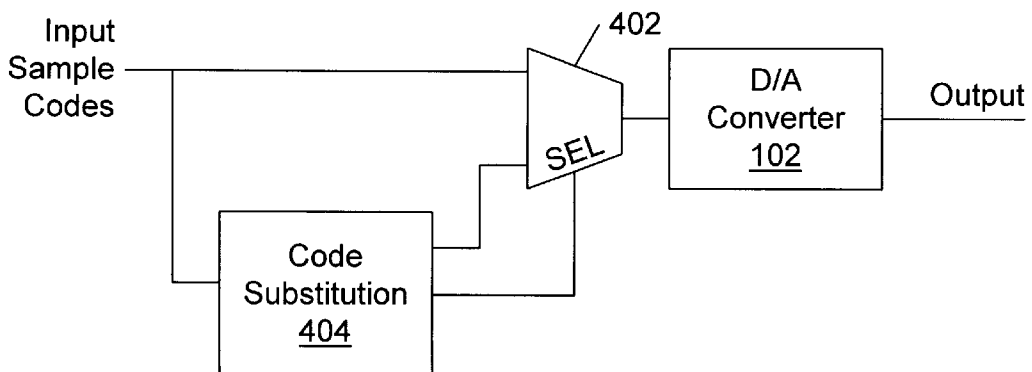 Input
Sample
Codes
402
SEL
D/A
Converter
102
Output
Code
Substitution
404